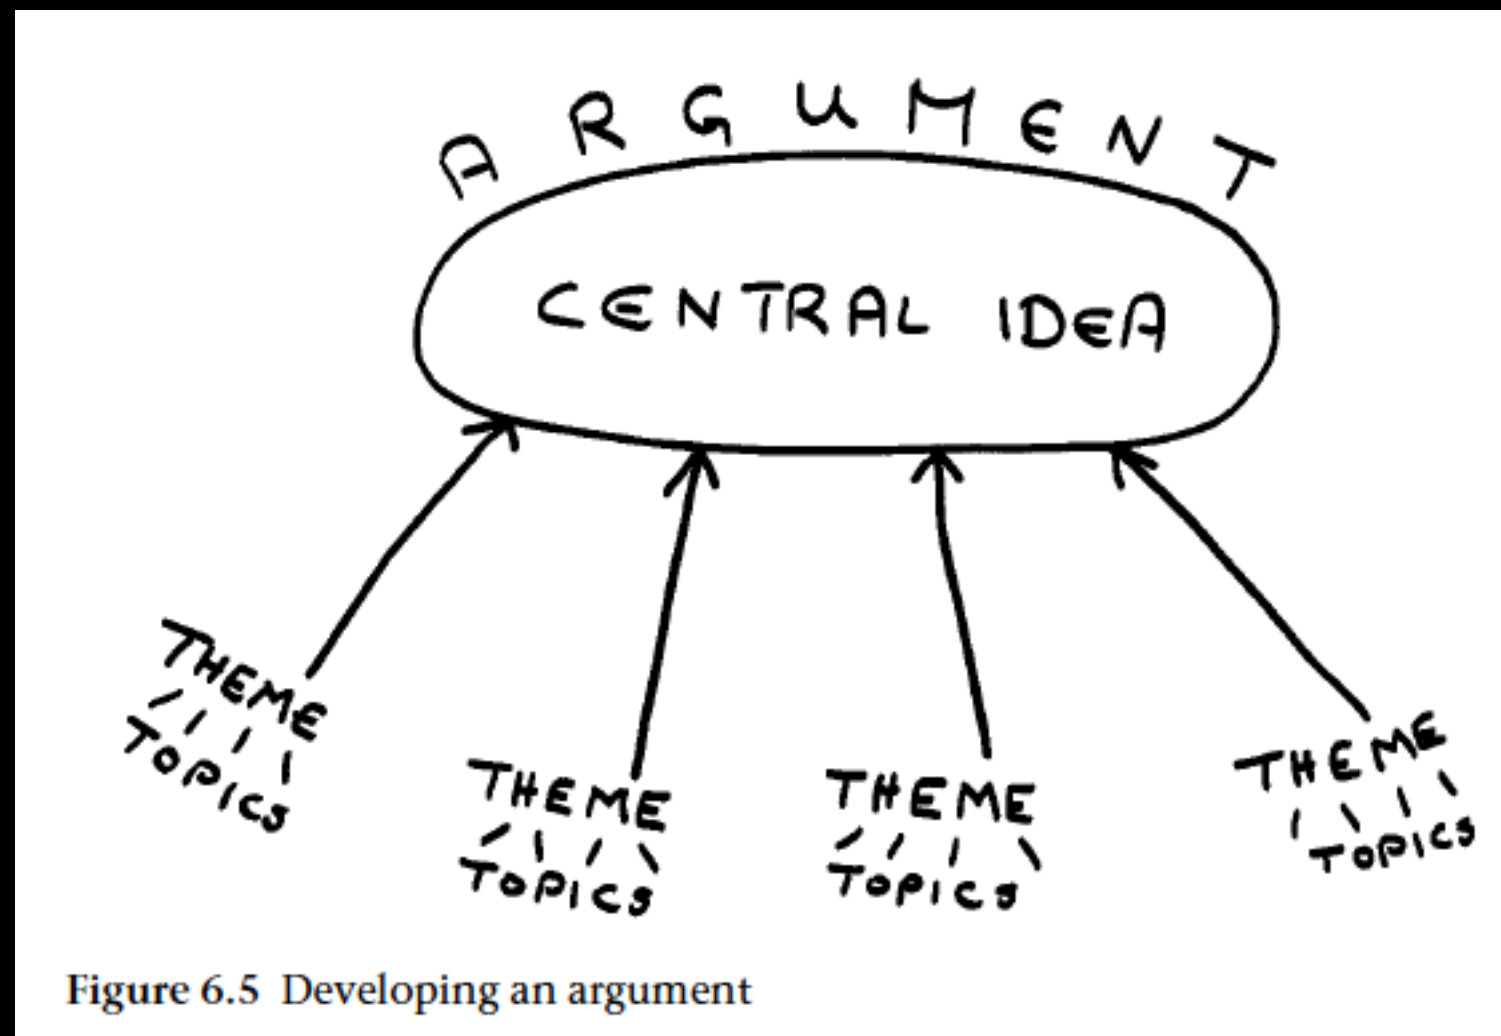 ARGUMENT
CENTRAL IDEA
THEME
TOPICS
THEME
TOPICS
THEME
TOPICS
THEME
TOPICS
Figure 6.5 Developing an argument